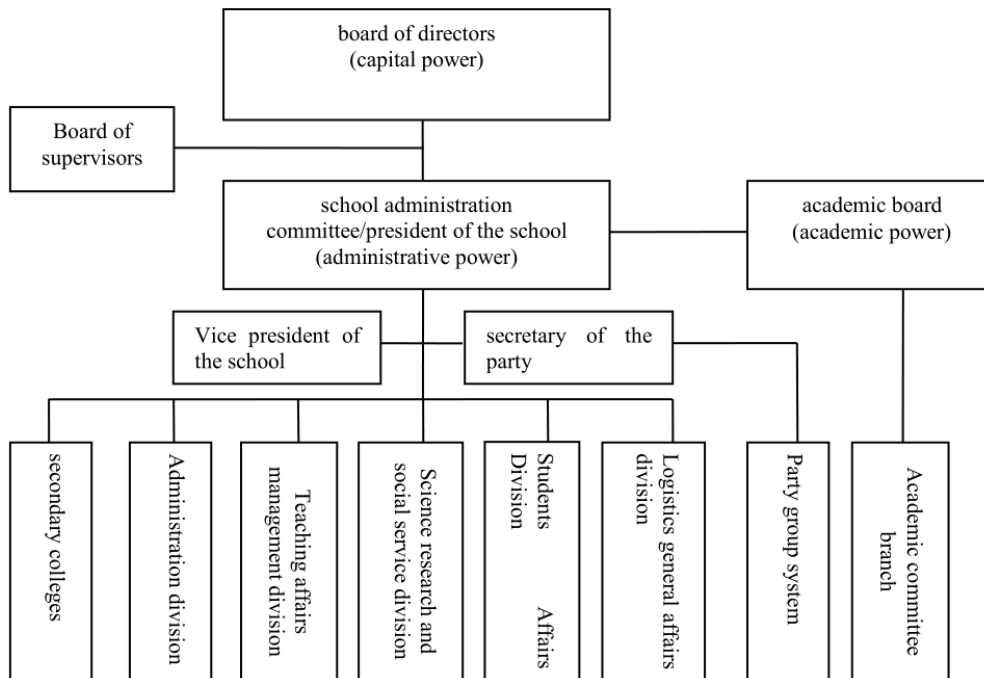 board of directors
(capital power)
Board of
supervisors
school administration
committee/president of the school
(administrative power)
academic board
(academic power)
Vice president of
the school
secretary of the
party
secondary colleges
Administration division
Teaching affairs
management division
Science research and
social service division
Students Affairs
Division
Logistics general affairs
division
Party group system
Academic committee
branch